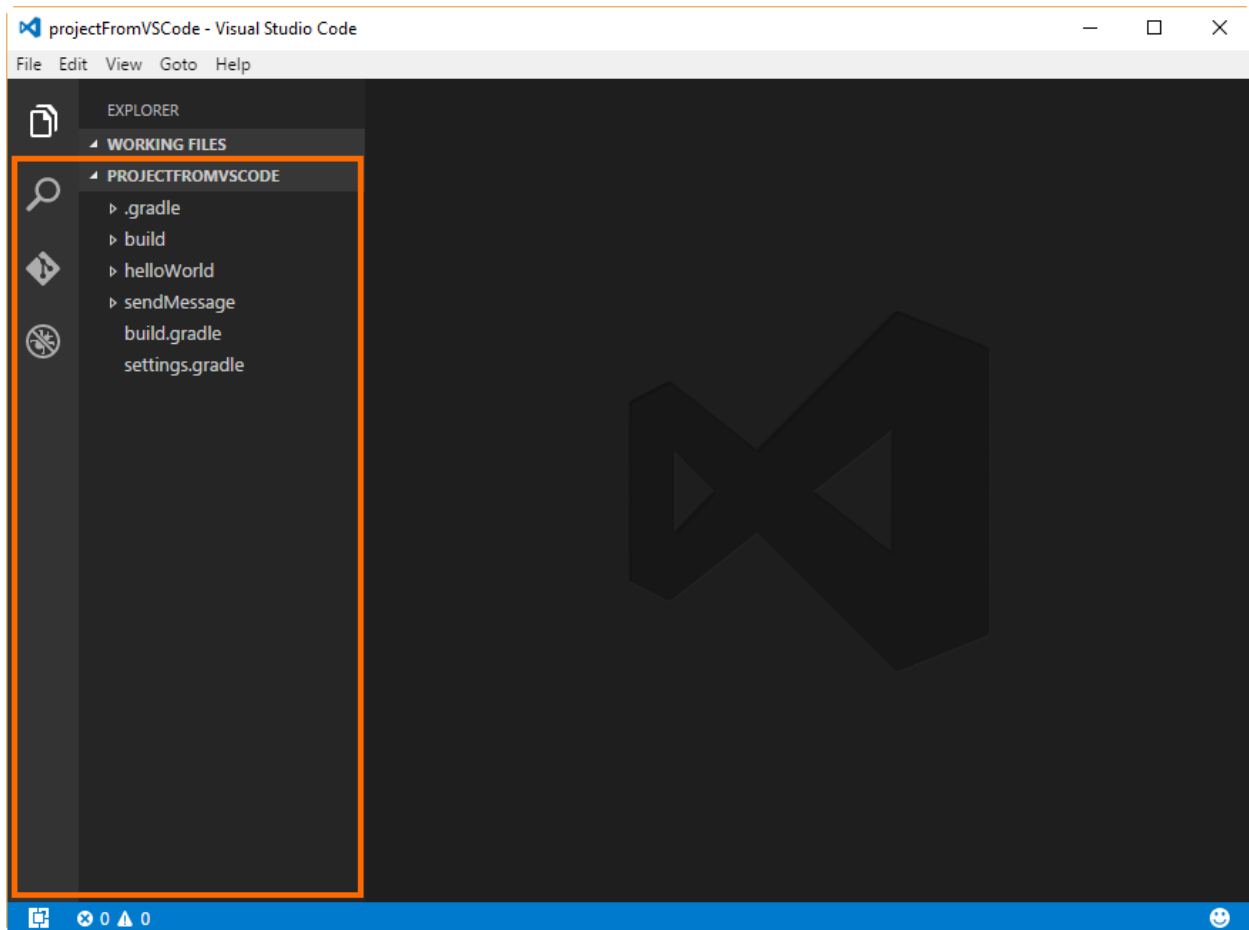 projectFromVSCode - Visual Studio Code
File Edit View Goto Help
EXPLORER
WORKING FILES
PROJECTFROMVSCODE
.gradle
build
helloWorld
sendMessage
build.gradle
settings.gradle
0 0